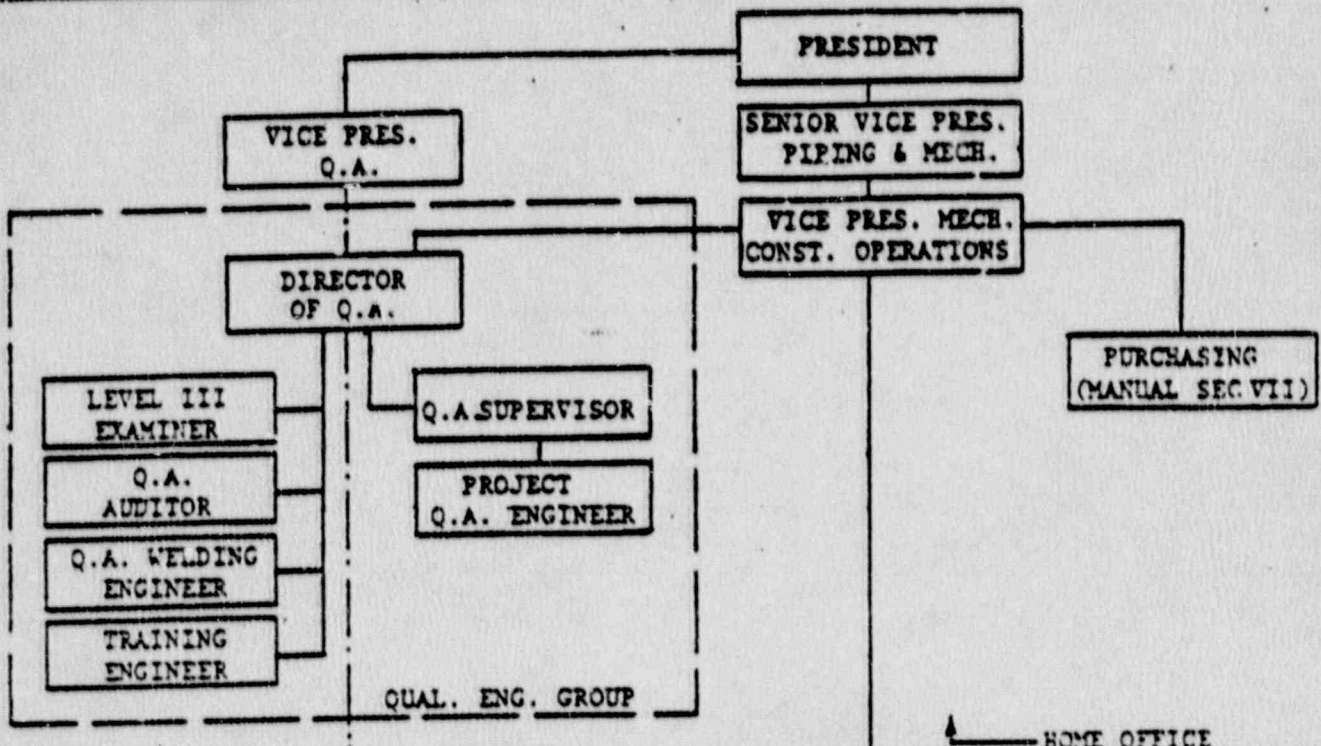 PRESIDENT
VICE PRES.
Q.A.
SENIOR VICE PRES.
PIPING & MECH.
VICE PRES. MECH.
CONST. OPERATIONS
DIRECTOR
OF Q.A.
PURCHASING
(MANUAL SEC.VII)
LEVEL III
EXAMINER
Q.A.SUPERVISOR
Q.A.
AUDITOR
PROJECT
Q.A. ENGINEER
Q.A. WELDING
ENGINEER
TRAINING
ENGINEER
QUAL. ENG. GROUP
HOME OFFICE